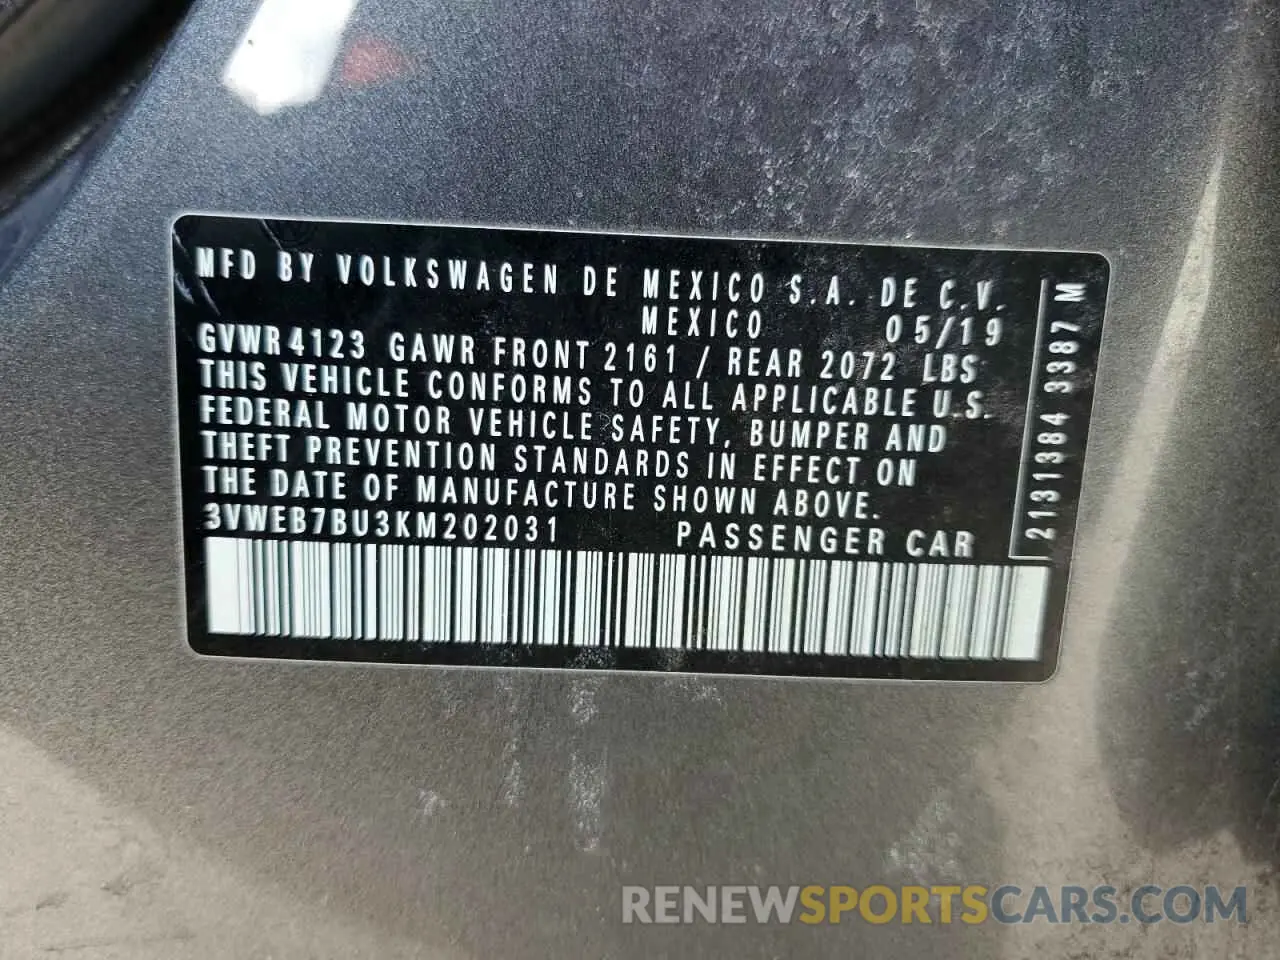 MFD BY VOLKSWAGEN DE MEXICO S.A. DE C.V.
MEXICO 05/19
GVWR 4123 GAWR FRONT 2161 / REAR 2072 LBS
THIS VEHICLE CONFORMS TO ALL APPLICABLE U.S.
FEDERAL MOTOR VEHICLE SAFETY, BUMPER AND
THEFT PREVENTION STANDARDS IN EFFECT ON
THE DATE OF MANUFACTURE SHOWN ABOVE.
3VWEB7BU3KM202031 PASSENGER CAR
2131384 3387 M
RENEWSPORTSCARS.COM